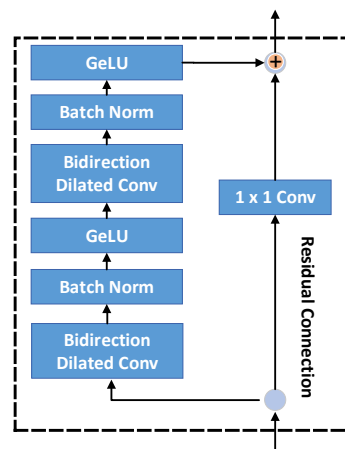 GeLU
+
Batch Norm
Bidirection
Dilated Conv
1 x 1 Conv
GeLU
Batch Norm
Residual Connection
Bidirection
Dilated Conv